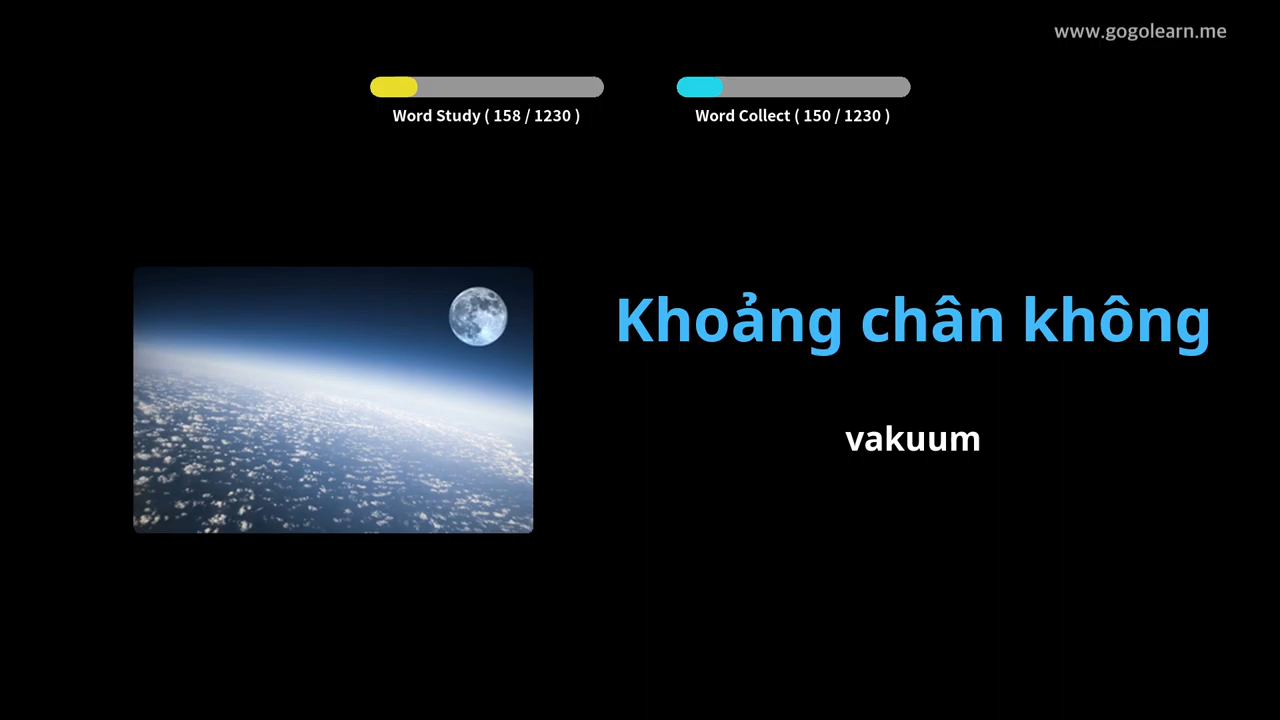 www.gogolearn.me
Word Study ( 158 / 1230 )
Word Collect ( 150 / 1230 )
Khoảng chân không
vakuum